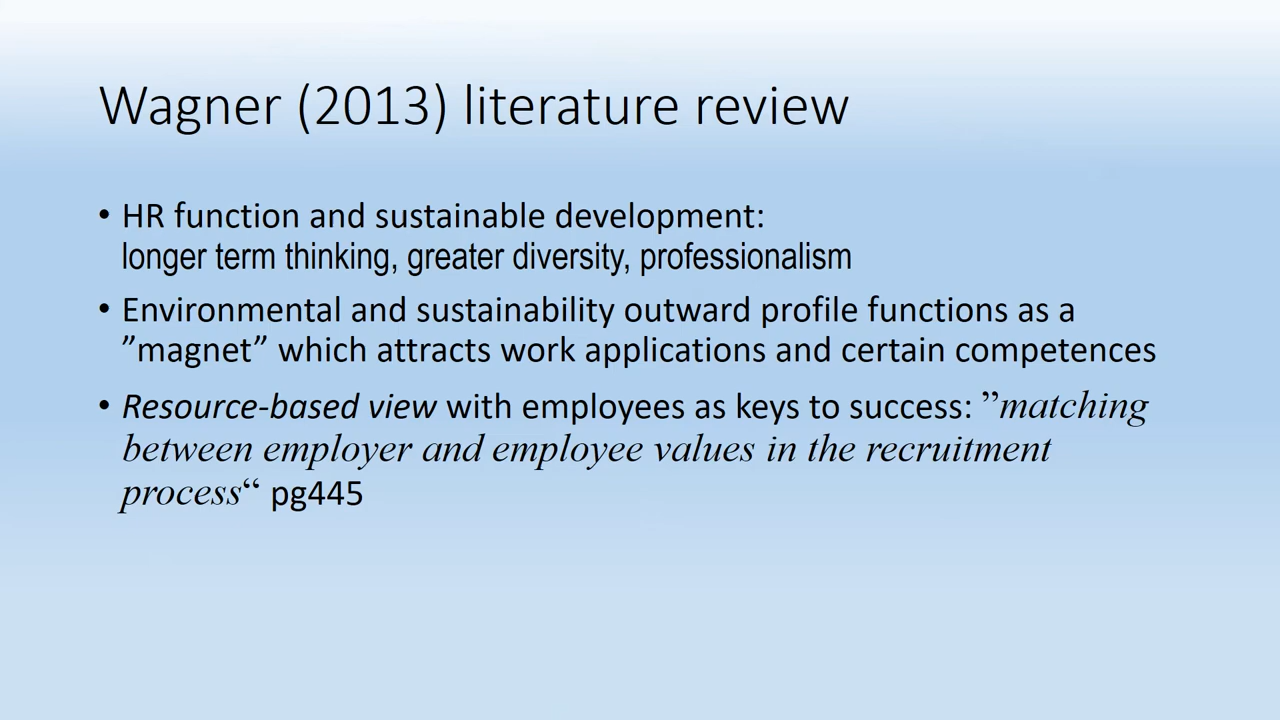 Wagner (2013) literature review
• HR function and sustainable development:
longer term thinking, greater diversity, professionalism
• Environmental and sustainability outward profile functions as a
”magnet” which attracts work applications and certain competences
• Resource-based view with employees as keys to success: ”matching
between employer and employee values in the recruitment
process“ pg445